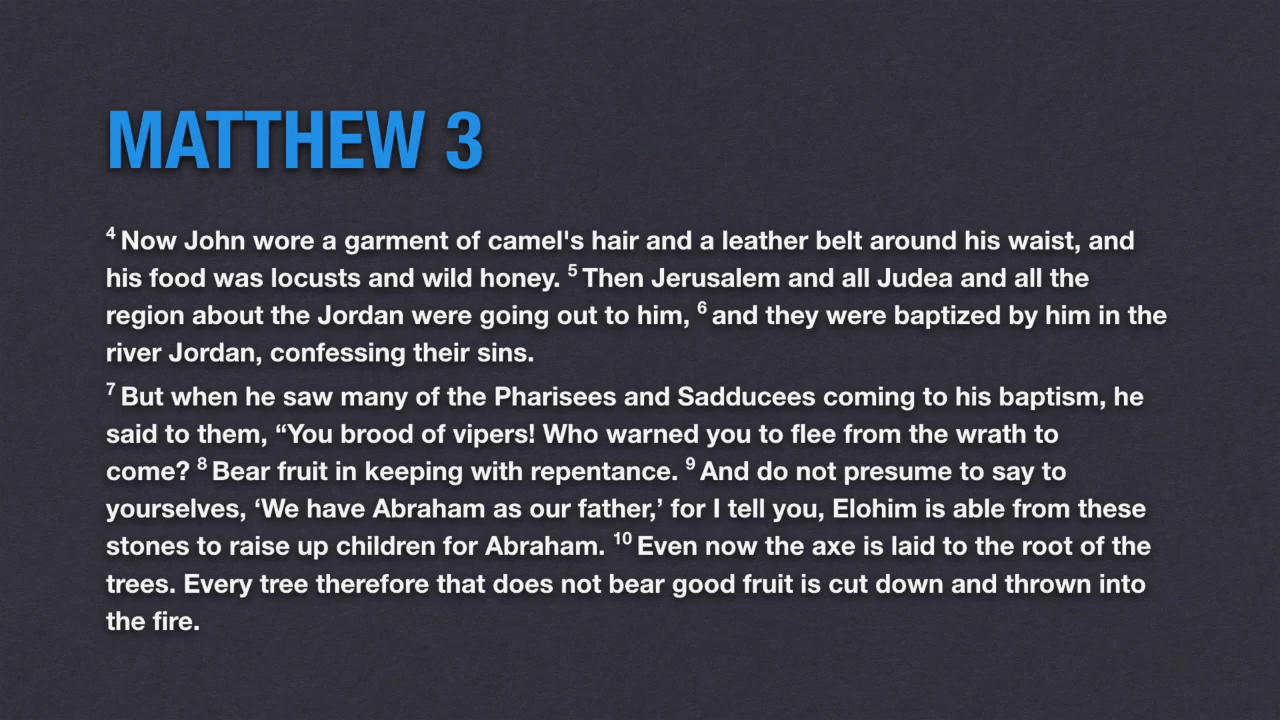 MATTHEW 3
4 Now John wore a garment of camel's hair and a leather belt around his waist, and
his food was locusts and wild honey. 5 Then Jerusalem and all Judea and all the
region about the Jordan were going out to him, 6 and they were baptized by him in the
river Jordan, confessing their sins.
7 But when he saw many of the Pharisees and Sadducees coming to his baptism, he
said to them, “You brood of vipers! Who warned you to flee from the wrath to
come? 8 Bear fruit in keeping with repentance. 9 And do not presume to say to
yourselves, ‘We have Abraham as our father,’ for I tell you, Elohim is able from these
stones to raise up children for Abraham. 10 Even now the axe is laid to the root of the
trees. Every tree therefore that does not bear good fruit is cut down and thrown into
the fire.